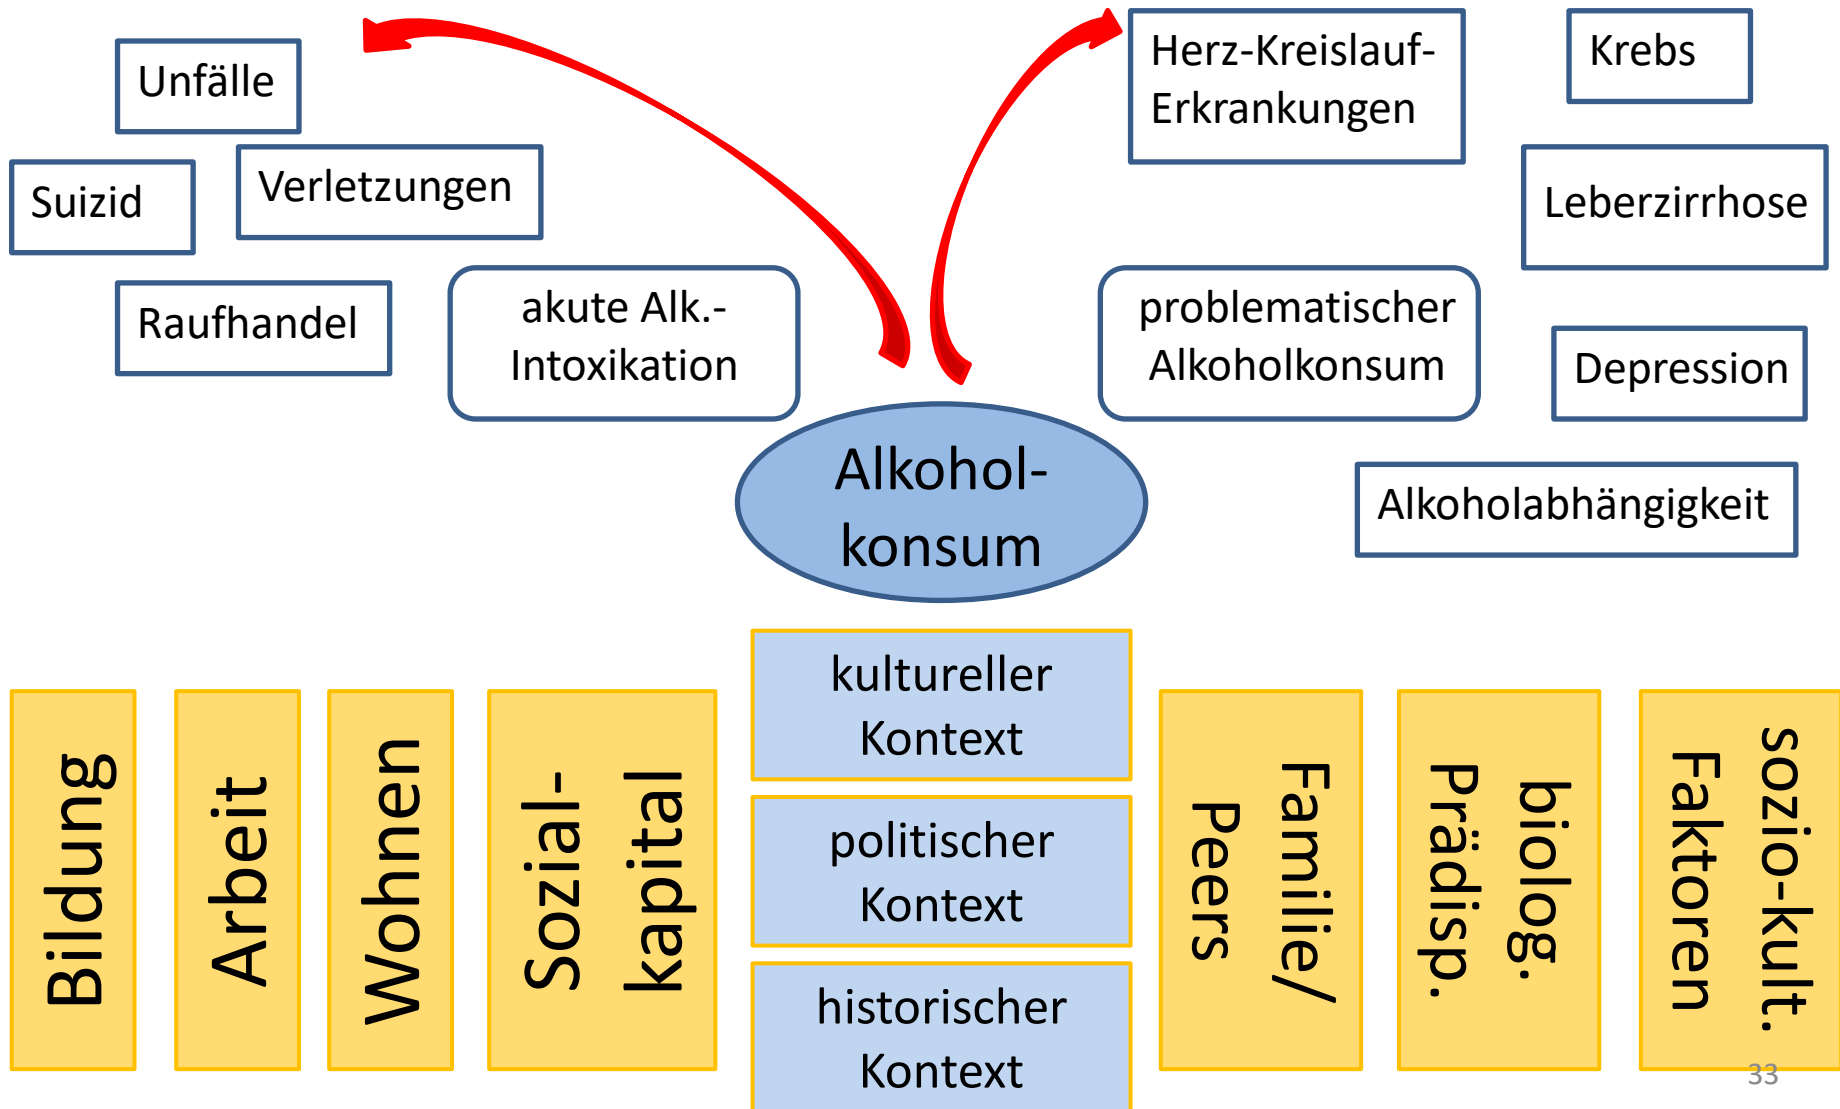 Unfälle
Suizid
Verletzungen
Raufhandel
akute Alk.-
Intoxikation
Herz-Kreislauf-
Erkrankungen
Krebs
Leberzirrhose
problematischer
Alkoholkonsum
Depression
Alkoholabhängigkeit
Alkohol-
konsum
Bildung
Arbeit
Wohnen
Sozial-
kapital
kultureller
Kontext
politischer
Kontext
historischer
Kontext
Familie/
Peers
biolog.
Prädisp.
sozio-kult.
Faktoren
33